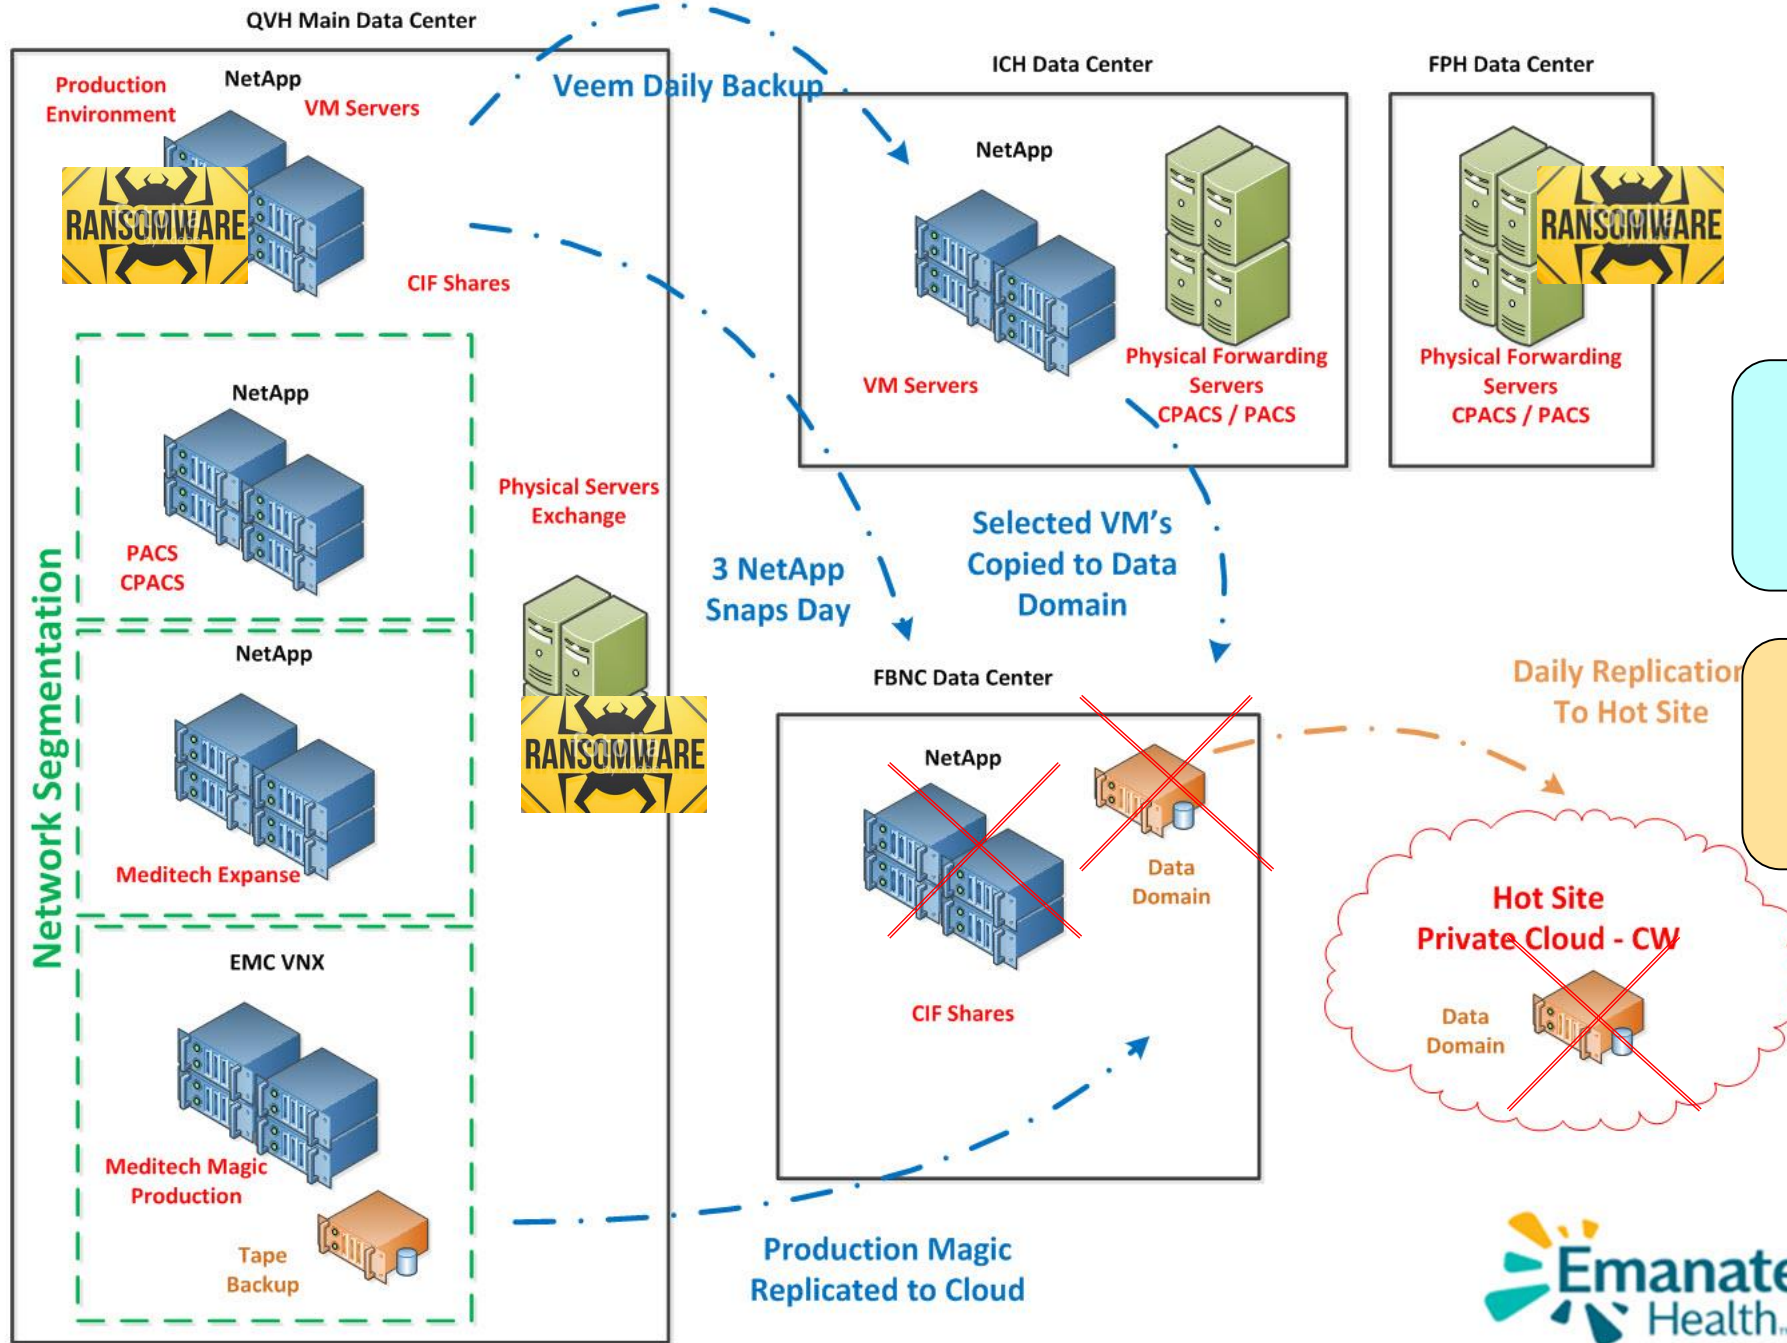 QVH Main Data Center
Production
Environment
NetApp
VM Servers
RANSOMWARE
CIF Shares
Veem Daily Backup
ICH Data Center
NetApp
VM Servers
Physical Forwarding
Servers
CPACS / PACS
FPH Data Center
RANSOMWARE
Physical Forwarding
Servers
CPACS / PACS
Network Segmentation
NetApp
PACS
CPACS
Physical Servers
Exchange
RANSOMWARE
NetApp
Meditech Expanse
EMC VNX
Meditech Magic
Production
Tape
Backup
3 NetApp
Snaps Day
Selected VM's
Copied to Data
Domain
FBNC Data Center
NetApp
Data
Domain
CIF Shares
Daily Replication
To Hot Site
Hot Site
Private Cloud - CW
Data
Domain
Production Magic
Replicated to Cloud
Emanate
Health